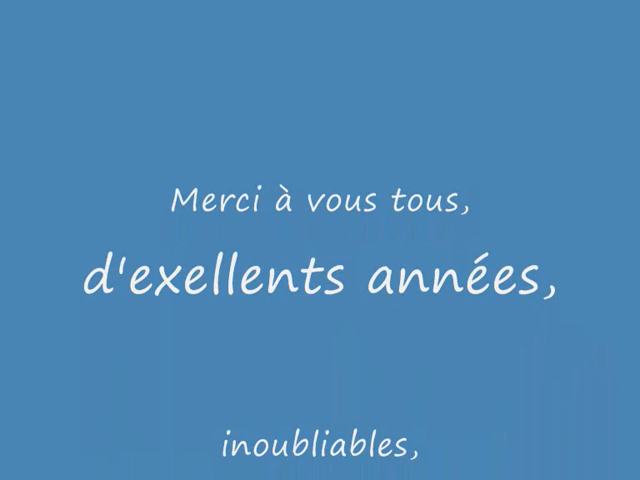 Merci à vous tous,
d'exellents années,
inoubliables,